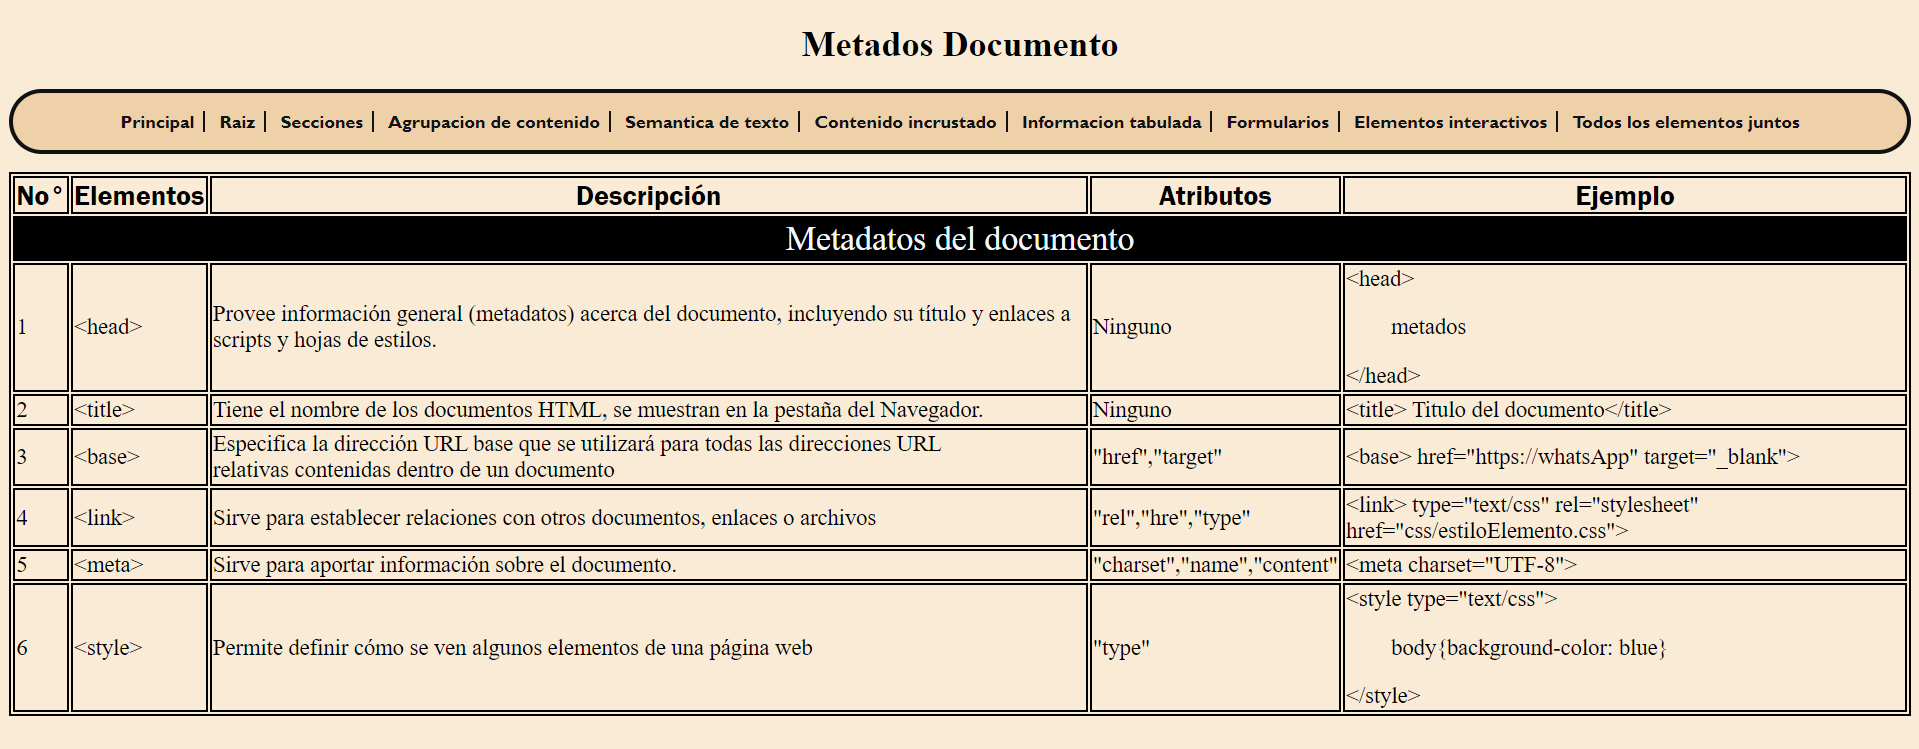 Metados Documento
Principal | Raiz | Secciones | Agrupacion de contenido | Semantica de texto | Contenido incrustado | Informacion tabulada | Formularios | Elementos interactivos | Todos los elementos juntos
No° Elementos Descripción Atributos Ejemplo
Metadatos del documento
1 <head> Provee información general (metadatos) acerca del documento, incluyendo su título y enlaces a
scripts y hojas de estilos.
Ninguno
<head>
metados
</head>
2 <title> Tiene el nombre de los documentos HTML, se muestran en la pestaña del Navegador. Ninguno <title> Titulo del documento</title>
3 <base> Especifica la dirección URL base que se utilizará para todas las direcciones URL
relativas contenidas dentro de un documento
"href","target" <base> href="https://whatsApp" target="_blank">
4 <link> Sirve para establecer relaciones con otros documentos, enlaces o archivos "rel","hre","type" <link> type="text/css" rel="stylesheet"
href="css/estiloElemento.css">
5 <meta> Sirve para aportar información sobre el documento. "charset","name","content" <meta charset="UTF-8">
6 <style> Permite definir cómo se ven algunos elementos de una página web "type"
<style type="text/css">
body{background-color: blue}
</style>